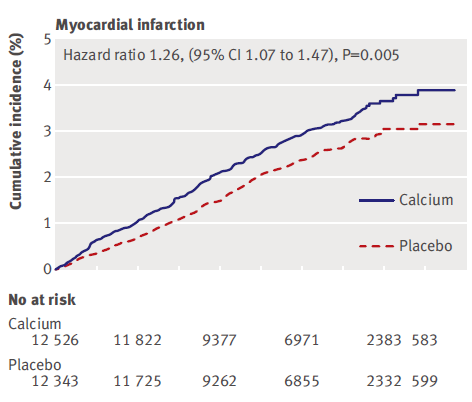 Myocardial infarction
Cumulative incidence (%)
5
Hazard ratio 1.26, (95% CI 1.07 to 1.47), P=0.005
4
3
2
1
0
Calcium
Placebo
No at risk
Calcium
12 526 11 822 9377 6971 2383 583
Placebo
12 343 11 725 9262 6855 2332 599